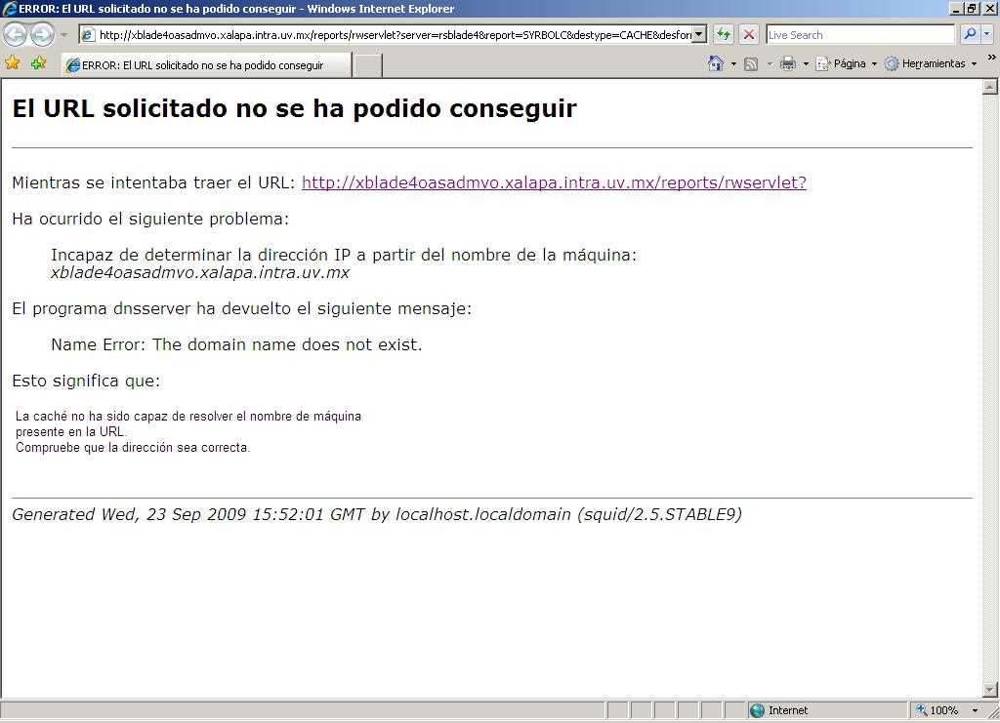 ERROR: El URL solicitado no se ha podido conseguir - Windows Internet Explorer
http://xblade4oasadmvo.xalapa.intra.uv.mx/reports/rwservlet?server=rsblade4&report=SYRBOLC&destype=CACHE&desfor
Live Search
ERROR: El URL solicitado no se ha podido conseguir
Página
Herramientas
»
El URL solicitado no se ha podido conseguir
Mientras se intentaba traer el URL: http://xblade4oasadmvo.xalapa.intra.uv.mx/reports/rwservlet?
Ha ocurrido el siguiente problema:
Incapaz de determinar la dirección IP a partir del nombre de la máquina:
xblade4oasadmvo.xalapa.intra.uv.mx
El programa dnsserver ha devuelto el siguiente mensaje:
Name Error: The domain name does not exist.
Esto significa que:
La caché no ha sido capaz de resolver el nombre de máquina
presente en la URL.
Compruebe que la dirección sea correcta.
Generated Wed, 23 Sep 2009 15:52:01 GMT by localhost.localdomain (squid/2.5.STABLE9)
Internet
100%